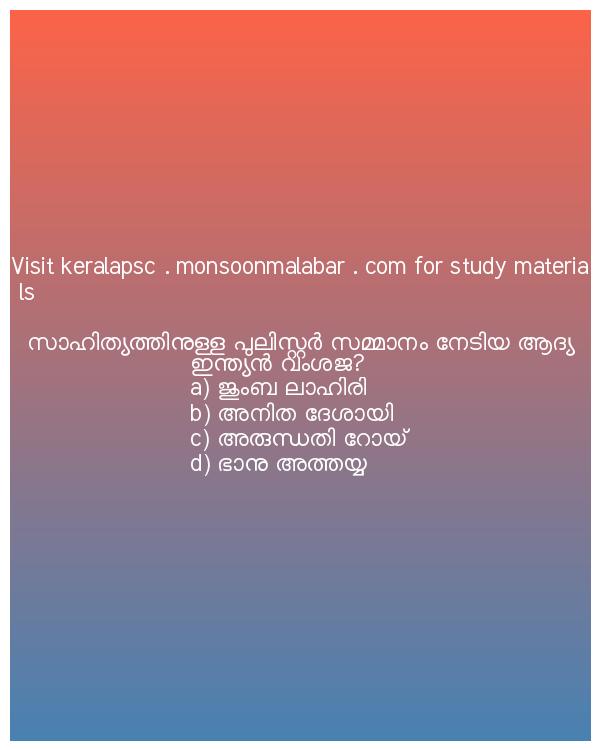 Visit keralapsc . monsoonmalabar . com for study materia
ls
സാഹിത്യത്തിനുള്ള പുലിസ്റ്റർ സമ്മാനം നേടിയ ആദ്യ
ഇന്ത്യൻ വംശജ?
a) ജുംബ ലാഹിരി
b) അനിത ദേശായി
c) അരുന്ധതി റോയ്
d) ഭാനു അത്തയ്യ